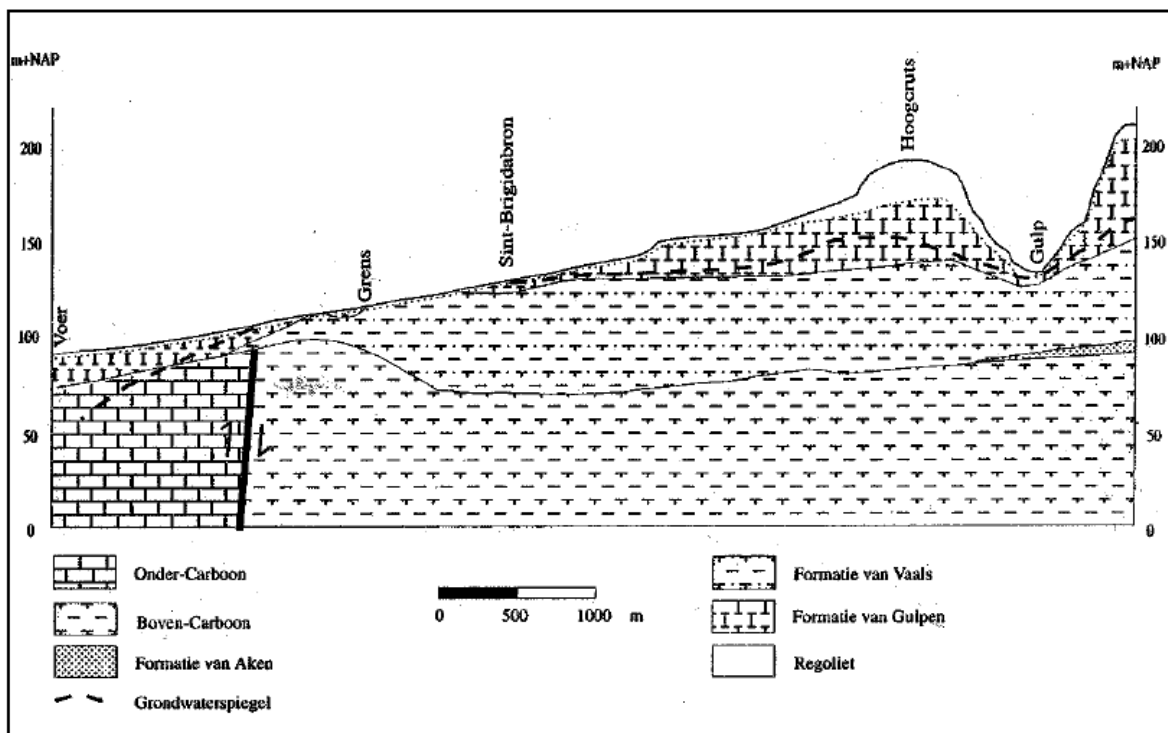 m+NAP
m+NAP
200
150
100
50
0
200
150
100
50
0
Voer
Grens
Sint-Brigidabron
Hoogcruts
Gulp
Onder-Carboon
Boven-Carboon
Formatie van Aken
Grondwaterspiegel
0 500 1000 m
Formatie van Vaals
Formatie van Gulpen
Regoliet